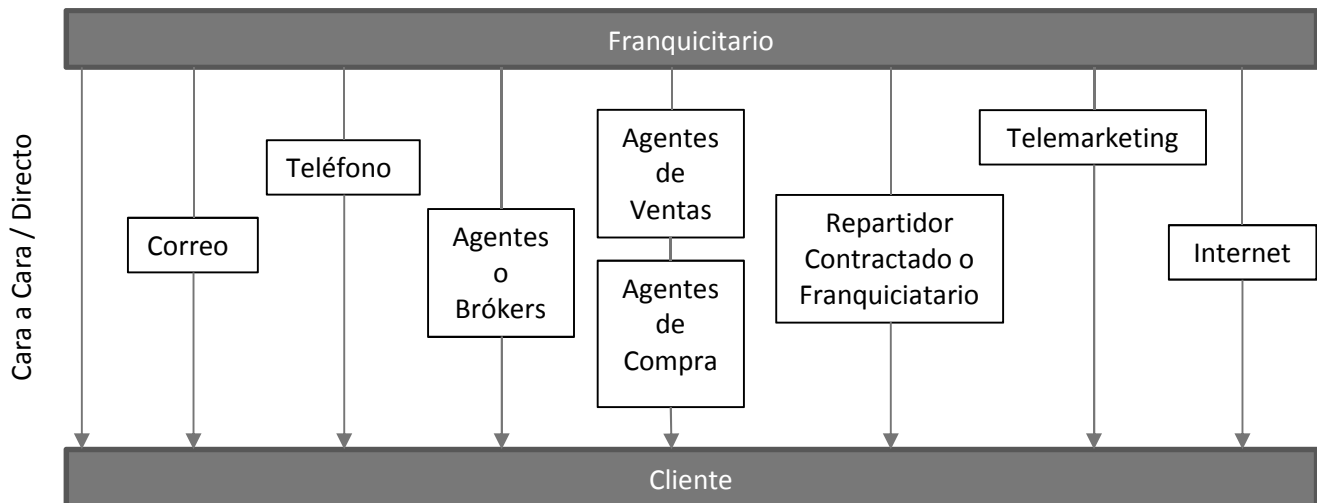 Franquicitario
Cara a Cara / Directo
Correo
Teléfono
Agentes
o
Brókers
Agentes
de
Ventas
Agentes
de
Compra
Repartidor
Contractado o
Franquiciatario
Telemarketing
Internet
Cliente